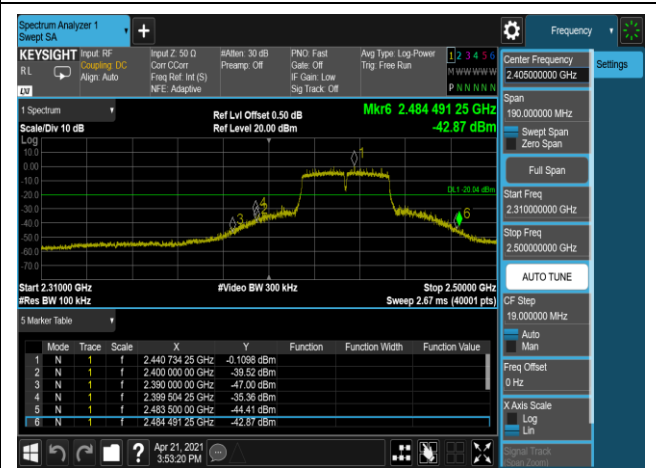 Spectrum Analyzer 1
Swept SA
Frequency
KEYSIGHT
RL
LXI
Input: RF
Coupling: DC
Align: Auto
Input Z: 50 Ω
Corr CCorr
Freq Ref: Int (S)
NFE: Adaptive
#Atten: 30 dB
Preamp: Off
PNO: Fast
Gate: Off
IF Gain: Low
Sig Track: Off
Avg Type: Log-Power
Trig: Free Run
1 2 3 4 5 6
M W W W W W
P N N N N N
1 Spectrum
Scale/Div 10 dB
Ref Lvl Offset 0.50 dB
Ref Level 20.00 dBm
Mkr6 2.484 491 25 GHz
-42.87 dBm
Log
10.0
0.00
-10.0
-20.0
-30.0
-40.0
-50.0
-60.0
-70.0
1
DL1 -20.04 dBm
4
2
3
6
Start 2.31000 GHz
#Res BW 100 kHz
#Video BW 300 kHz
Stop 2.50000 GHz
Sweep 2.67 ms (40001 pts)
5 Marker Table
Mode Trace Scale X Y Function Function Width Function Value
1 N 1 f 2.440 734 25 GHz -0.1098 dBm
2 N 1 f 2.400 000 00 GHz -39.52 dBm
3 N 1 f 2.390 000 00 GHz -47.00 dBm
4 N 1 f 2.399 504 25 GHz -35.36 dBm
5 N 1 f 2.483 500 00 GHz -44.41 dBm
6 N 1 f 2.484 491 25 GHz -42.87 dBm
Apr 21, 2021
3:53:20 PM
Center Frequency
2.405000000 GHz
Settings
Span
190.000000 MHz
Swept Span
Zero Span
Full Span
Start Freq
2.310000000 GHz
Stop Freq
2.500000000 GHz
AUTO TUNE
CF Step
19.000000 MHz
Auto
Man
Freq Offset
0 Hz
X Axis Scale
Log
Lin
Signal Track
(Span Zoom)